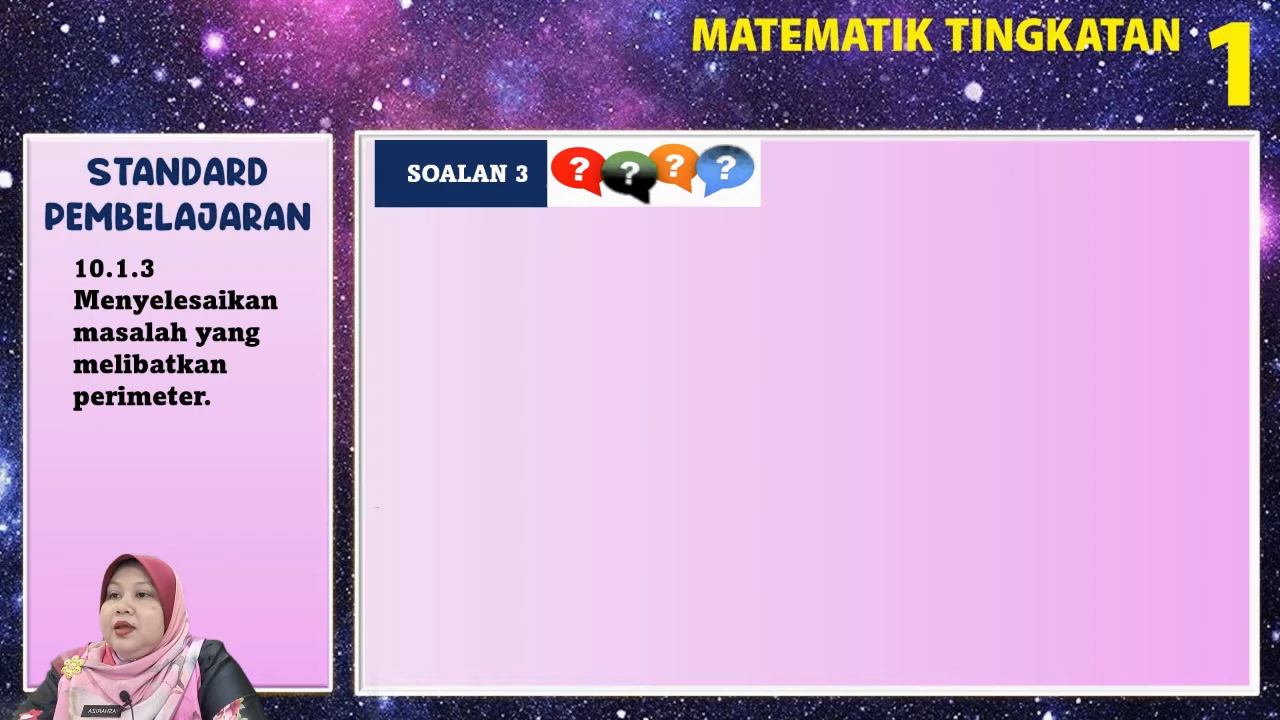 MATEMATIK TINGKATAN 1
STANDARD
PEMBELAJARAN
10.1.3
Menyelesaikan
masalah yang
melibatkan
perimeter.
SOALAN 3
? ? ? ?